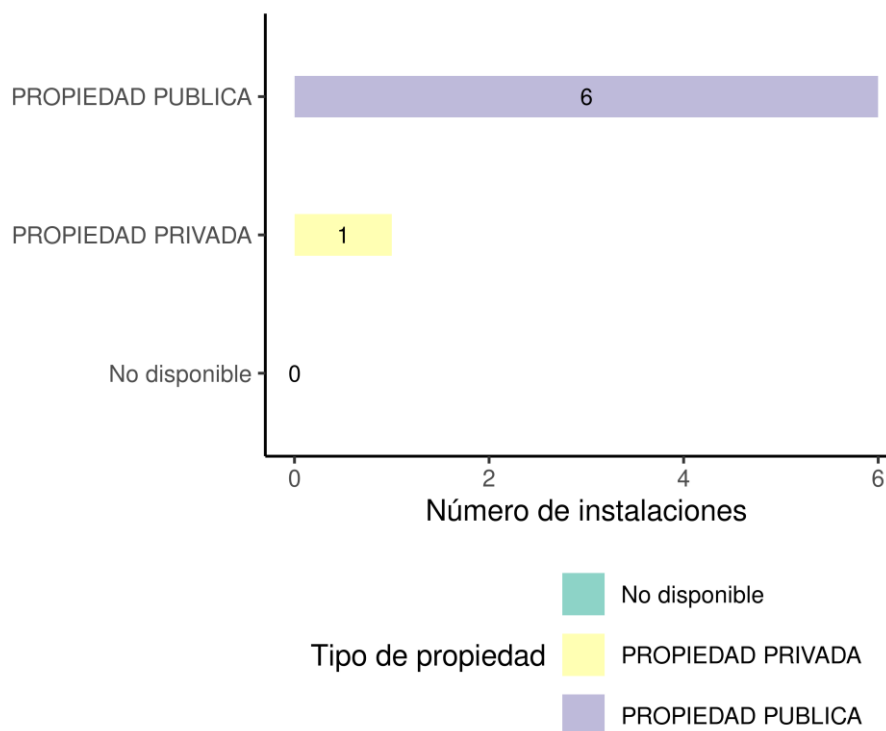 PROPIEDAD PUBLICA
6
PROPIEDAD PRIVADA
1
No disponible
0
0 2 4 6
Número de instalaciones
Tipo de propiedad
No disponible
PROPIEDAD PRIVADA
PROPIEDAD PUBLICA